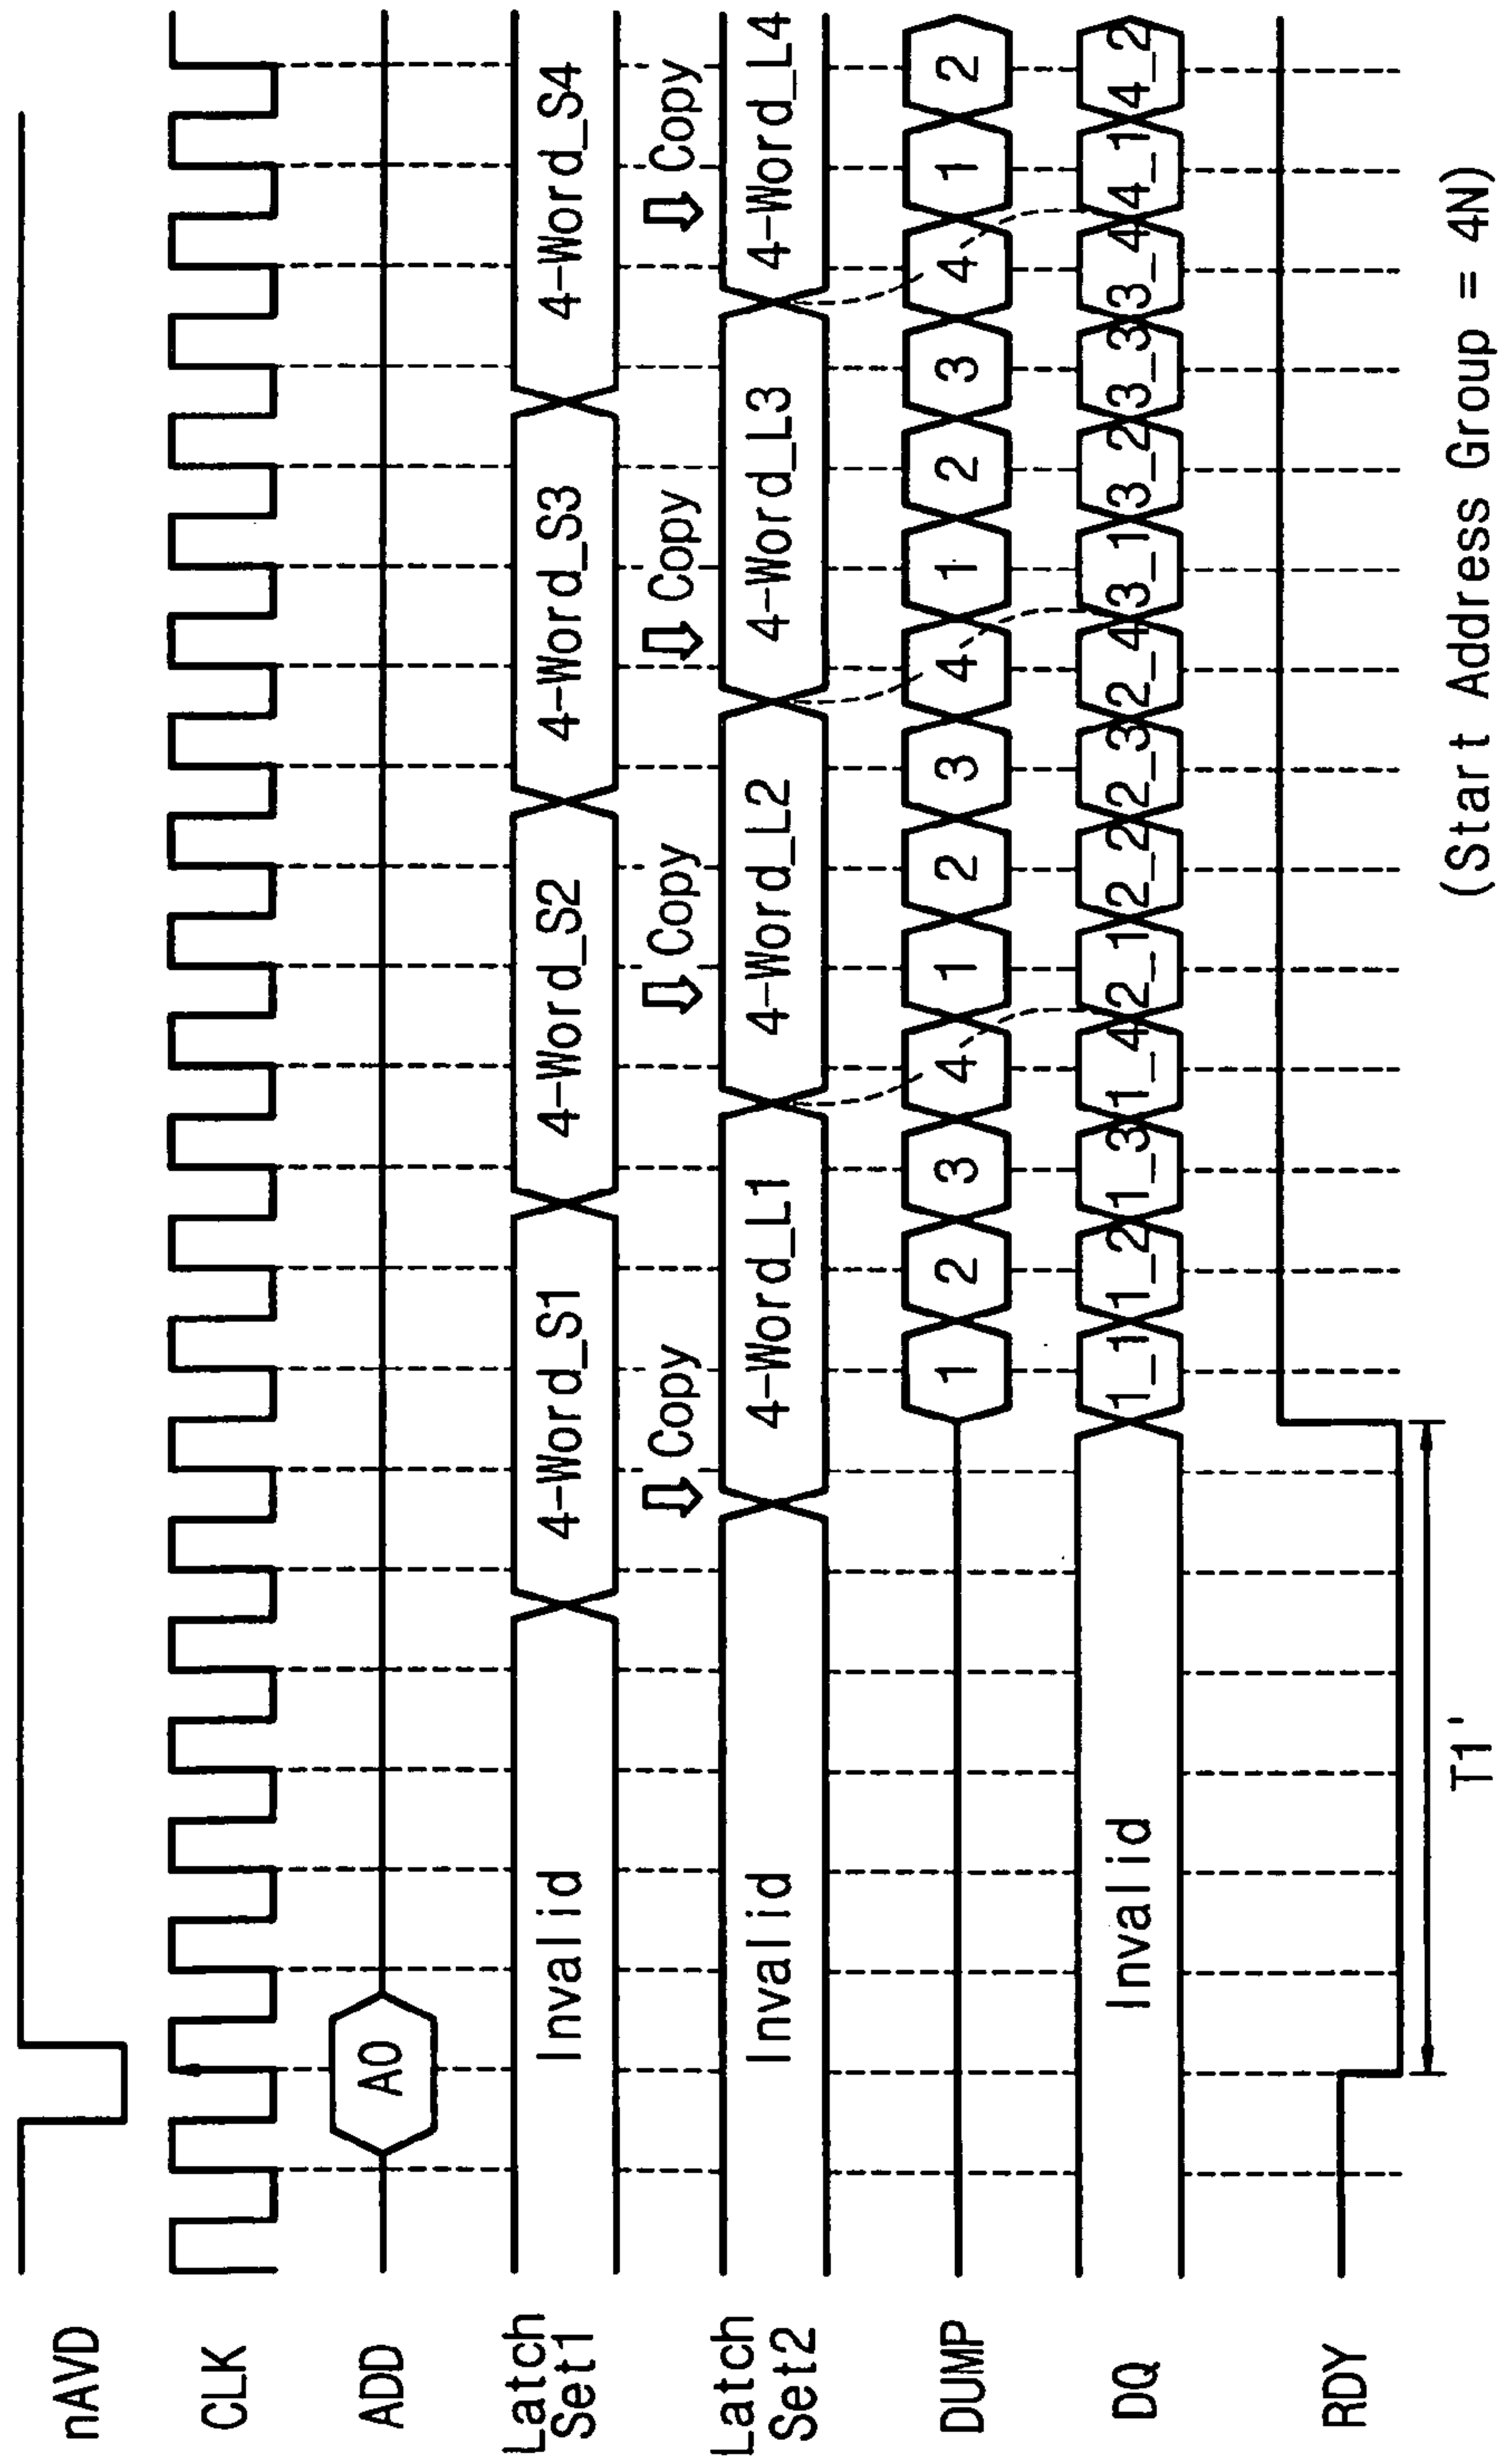 nAVD
CLK
ADD
A0
Latch
Set1
Invalid
4-Word_S1
4-Word_S2
4-Word_S3
4-Word_S4
Copy
Copy
Copy
Copy
Latch
Set2
Invalid
4-Word_L1
4-Word_L2
4-Word_L3
4-Word_L4
DUMP
1
2
3
4
1
2
3
4
1
2
3
4
1
2
DQ
Invalid
1_1
1_2
1_3
1_4
2_1
2_2
2_3
2_4
3_1
3_2
3_3
3_4
4_1
4_2
RDY
T1'
(Start Address Group = 4N)